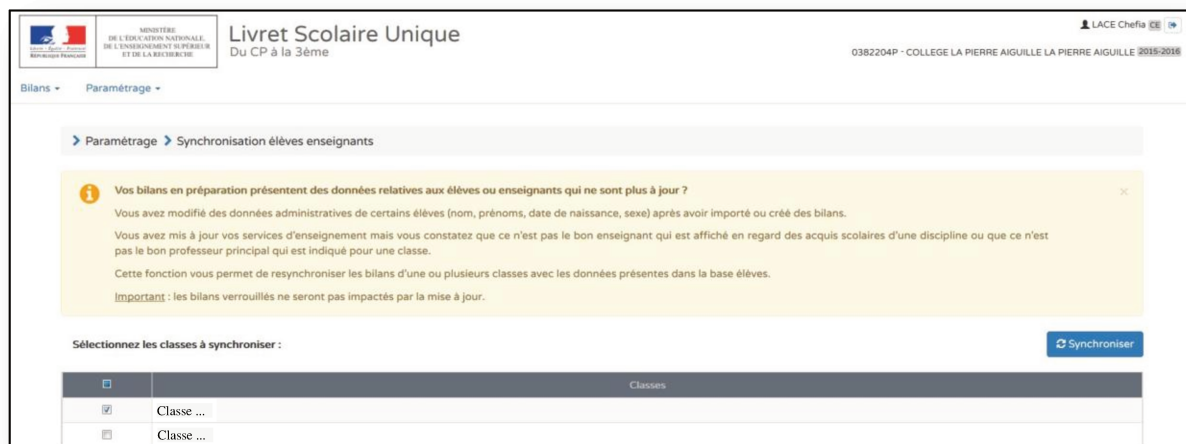 MINISTÈRE
DE L'ÉDUCATION NATIONALE,
DE L'ENSEIGNEMENT SUPÉRIEUR
ET DE LA RECHERCHE
Liberté • Égalité • Fraternité
RÉPUBLIQUE FRANÇAISE
Livret Scolaire Unique
Du CP à la 3ème
LACE Chefia CE
0382204P - COLLEGE LA PIERRE AIGUILLE LA PIERRE AIGUILLE 2015-2016
Bilans Paramétrage
Paramétrage Synchronisation élèves enseignants
Vos bilans en préparation présentent des données relatives aux élèves ou enseignants qui ne sont plus à jour ?
Vous avez modifié des données administratives de certains élèves (nom, prénoms, date de naissance, sexe) après avoir importé ou créé des bilans.
Vous avez mis à jour vos services d'enseignement mais vous constatez que ce n'est pas le bon enseignant qui est affiché en regard des acquis scolaires d'une discipline ou que ce n'est
pas le bon professeur principal qui est indiqué pour une classe.
Cette fonction vous permet de resynchroniser les bilans d'une ou plusieurs classes avec les données présentes dans la base élèves.
Important : les bilans verrouillés ne seront pas impactés par la mise à jour.
Sélectionnez les classes à synchroniser :
Synchroniser
Classes
Classe ...
Classe ...